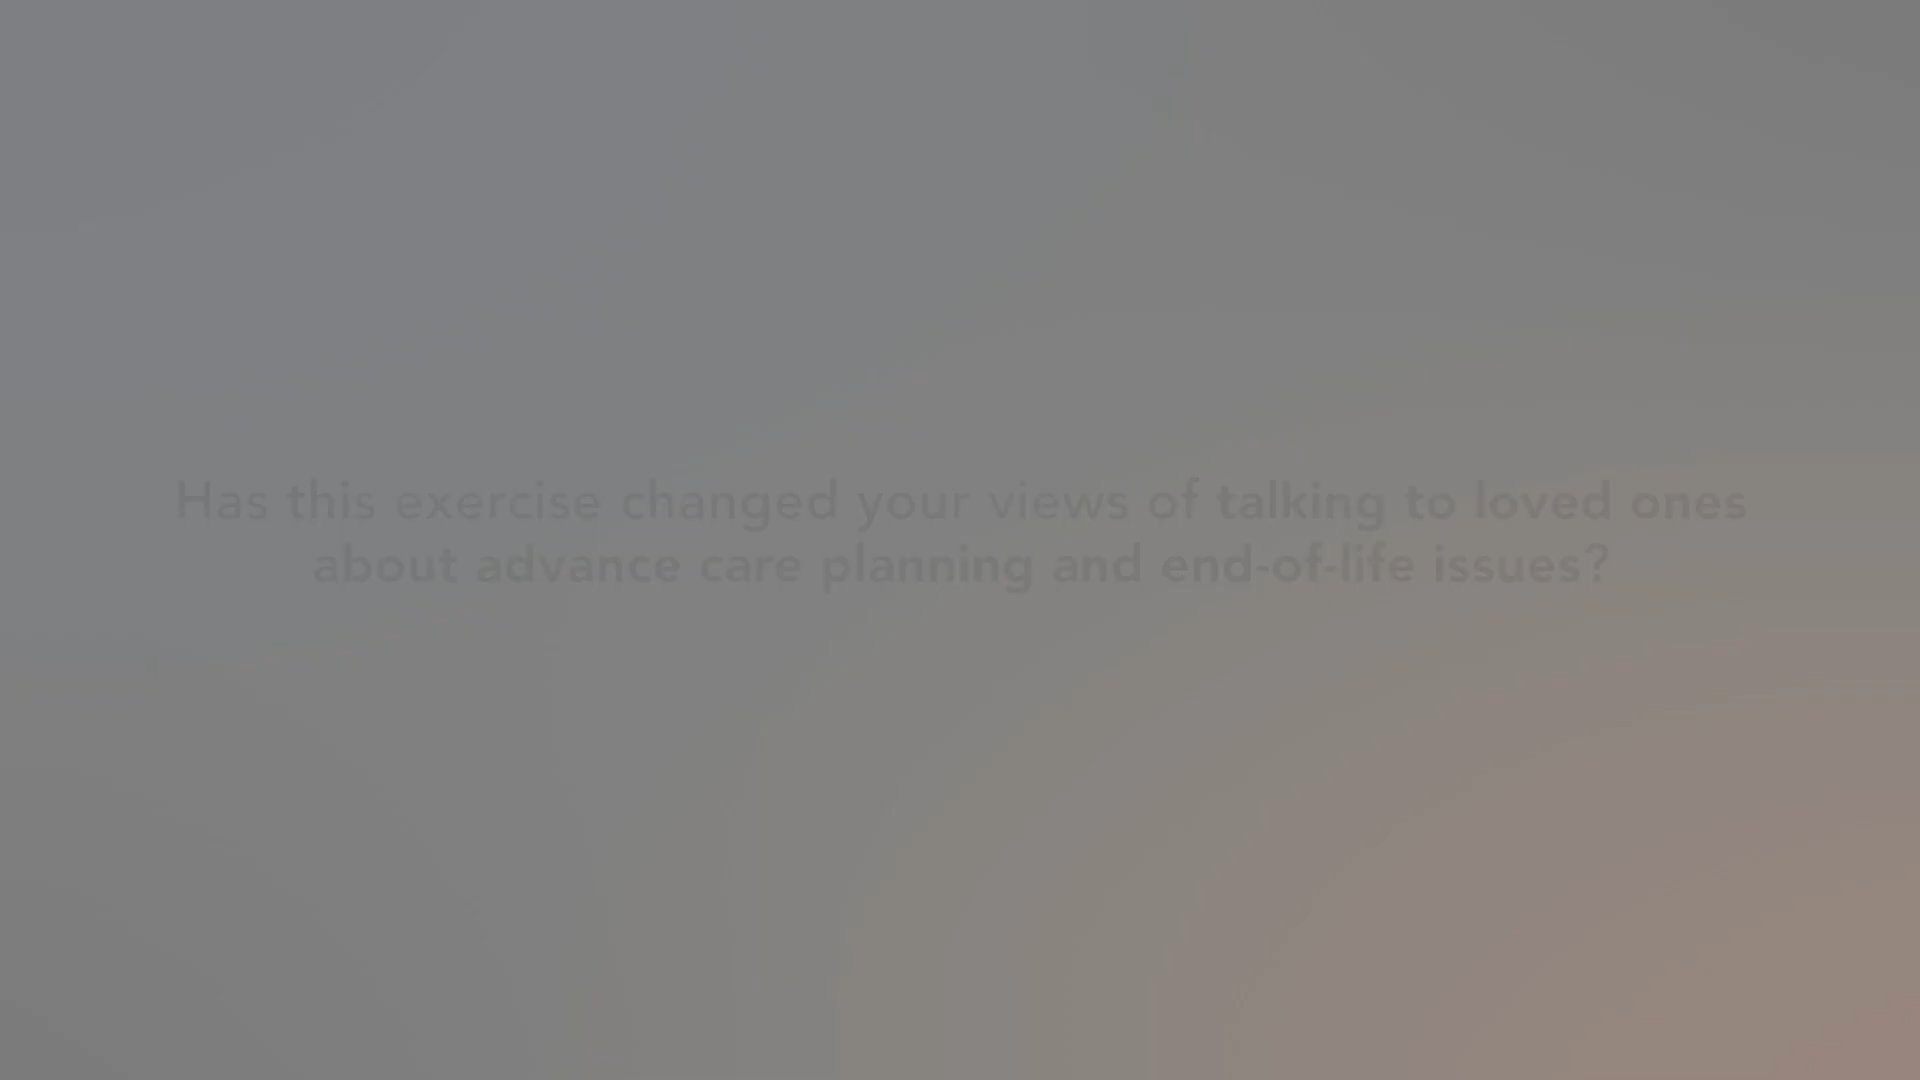 Has this exercise changed your views of talking to loved ones
about advance care planning and end-of-life issues?